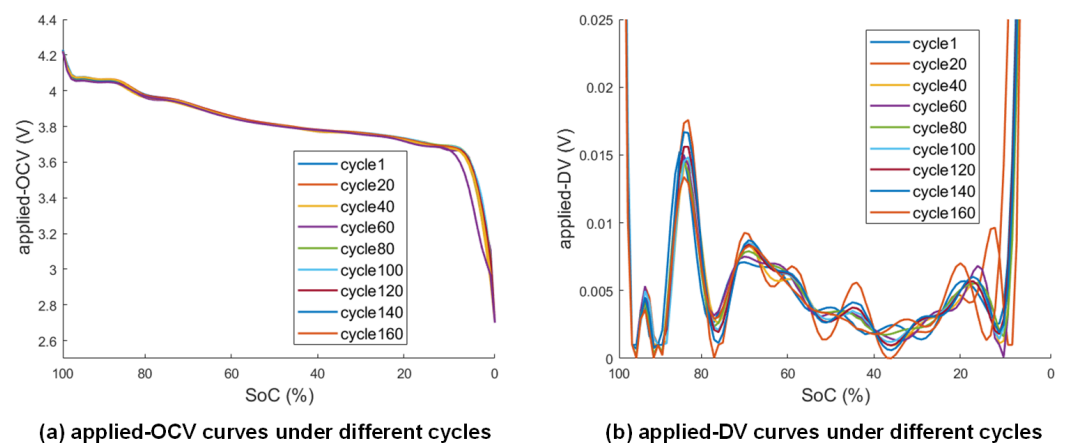 4.4
4.2
4
3.8
3.6
3.4
3.2
3
2.8
2.6
applied-OCV (V)
cycle1
cycle20
cycle40
cycle60
cycle80
cycle100
cycle120
cycle140
cycle160
100 80 60 40 20 0
SoC (%)
(a) applied-OCV curves under different cycles
0.025
0.02
0.015
0.01
0.005
0
applied-DV (V)
cycle1
cycle20
cycle40
cycle60
cycle80
cycle100
cycle120
cycle140
cycle160
100 80 60 40 20 0
SoC (%)
(b) applied-DV curves under different cycles